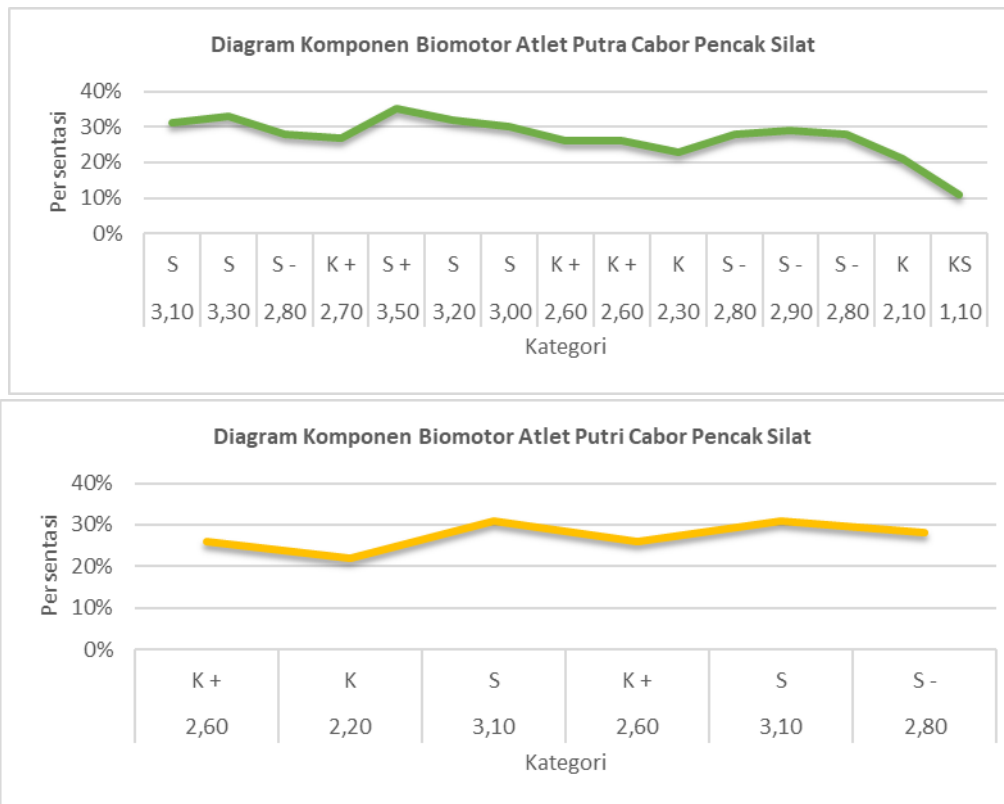 Diagram Komponen Biomotor Atlet Putra Cabor Pencak Silat
Persentasi
40%
30%
20%
10%
0%
S S S - K + S + S S K + K + K S - S - S - K KS
3,10 3,30 2,80 2,70 3,50 3,20 3,00 2,60 2,60 2,30 2,80 2,90 2,80 2,10 1,10
Kategori
Diagram Komponen Biomotor Atlet Putri Cabor Pencak Silat
Persentasi
40%
30%
20%
10%
0%
K + K S K + S S -
2,60 2,20 3,10 2,60 3,10 2,80
Kategori